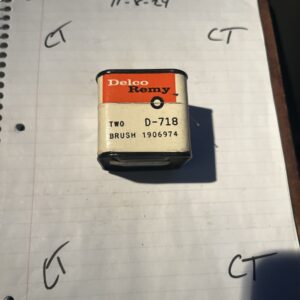 11-8-24
CT CT
Delco
Remy
TWO D-718
BRUSH 1906974
CT CT